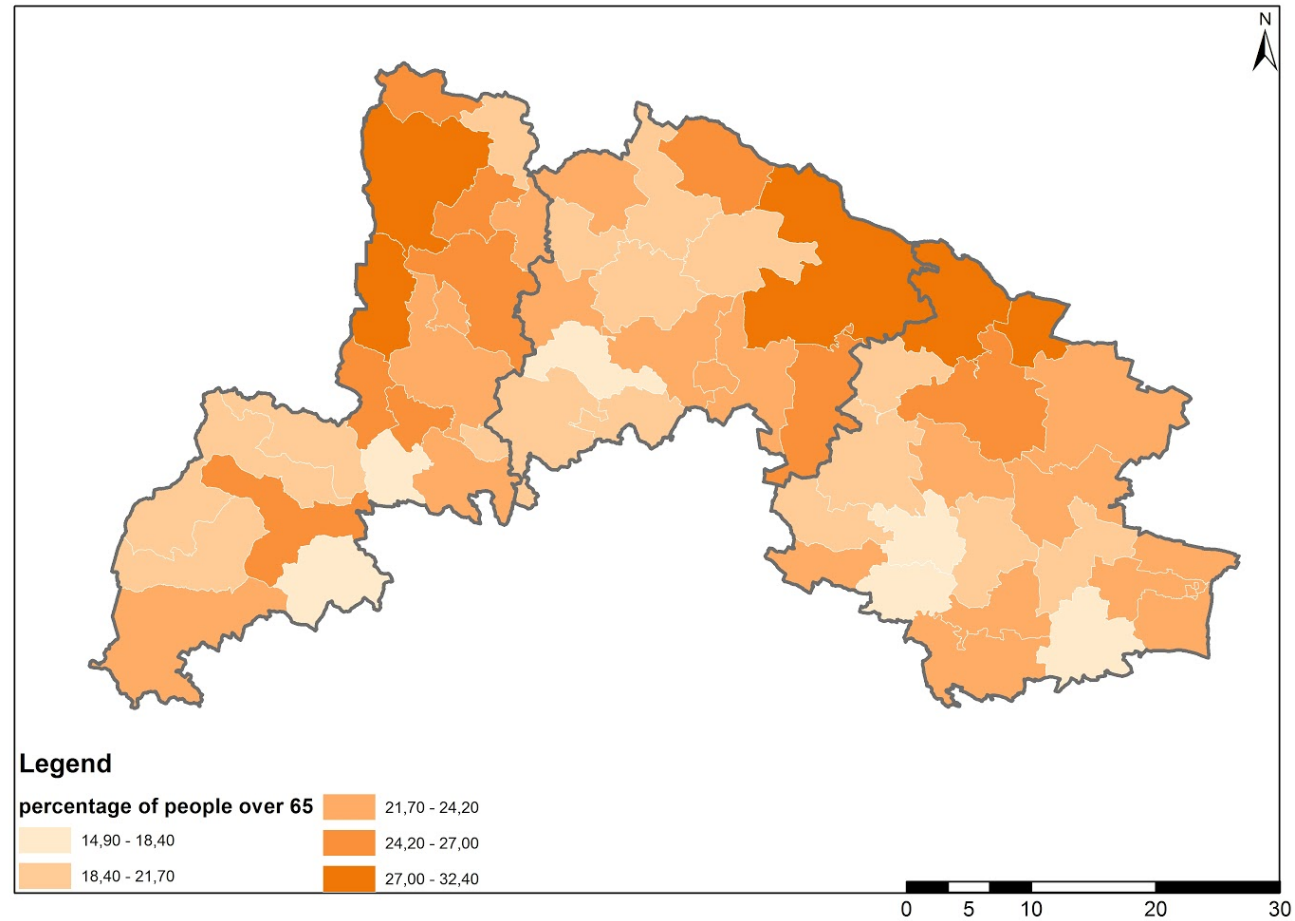 N
Legend
percentage of people over 65
14,90 - 18,40
18,40 - 21,70
21,70 - 24,20
24,20 - 27,00
27,00 - 32,40
0 5 10 20 30